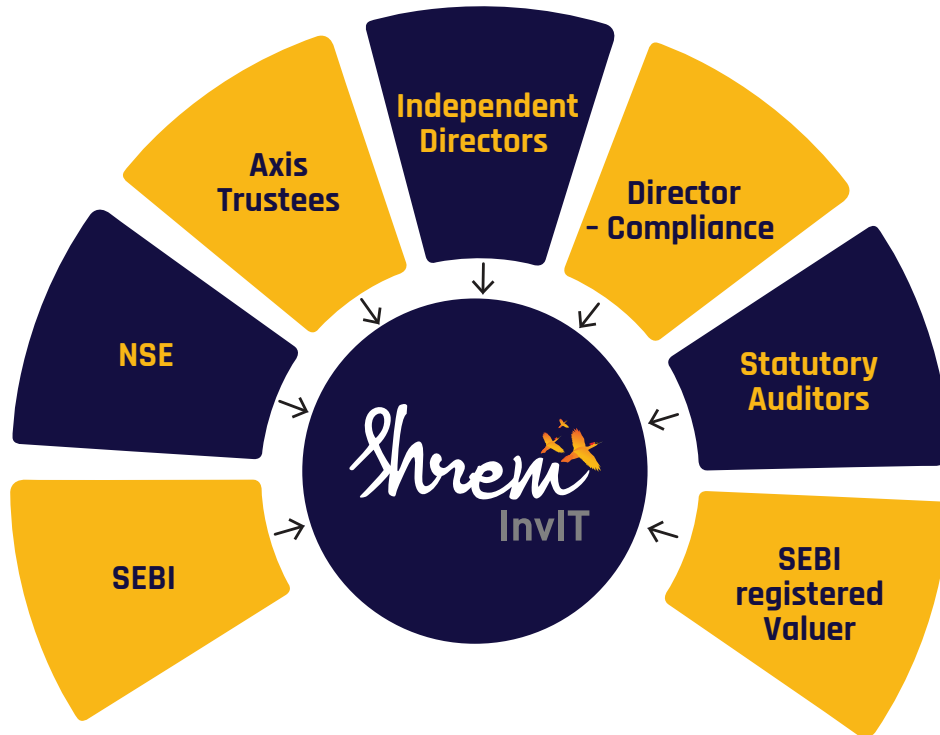 Independent
Directors
Axis
Trustees
Director
- Compliance
NSE
Statutory
Auditors
Shrem
InvIT
SEBI
SEBI
registered
Valuer